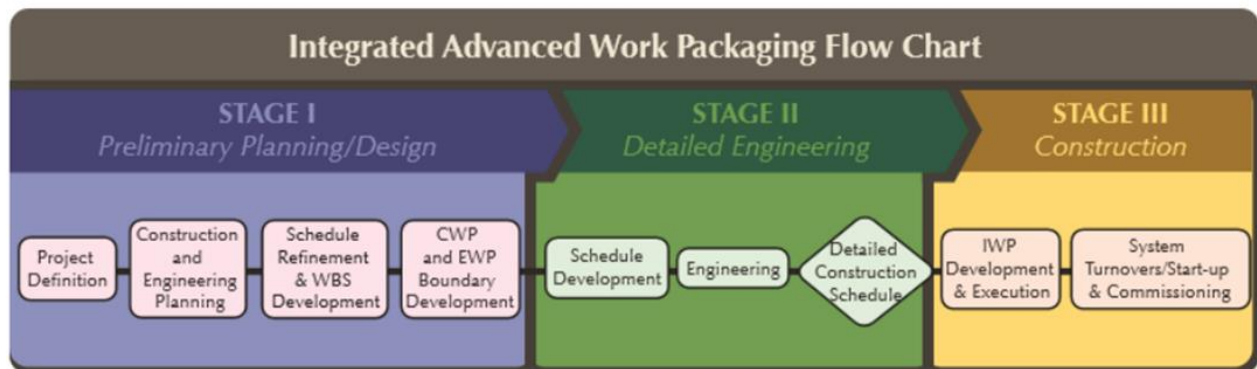 Integrated Advanced Work Packaging Flow Chart
STAGE I
Preliminary Planning/Design
STAGE II
Detailed Engineering
STAGE III
Construction
Project
Definition
Construction
and
Engineering
Planning
Schedule
Refinement
& WBS
Development
CWP
and EWP
Boundary
Development
Schedule
Development
Engineering
Detailed
Construction
Schedule
IWP
Development
& Execution
System
Turnovers/Start-up
& Commissioning